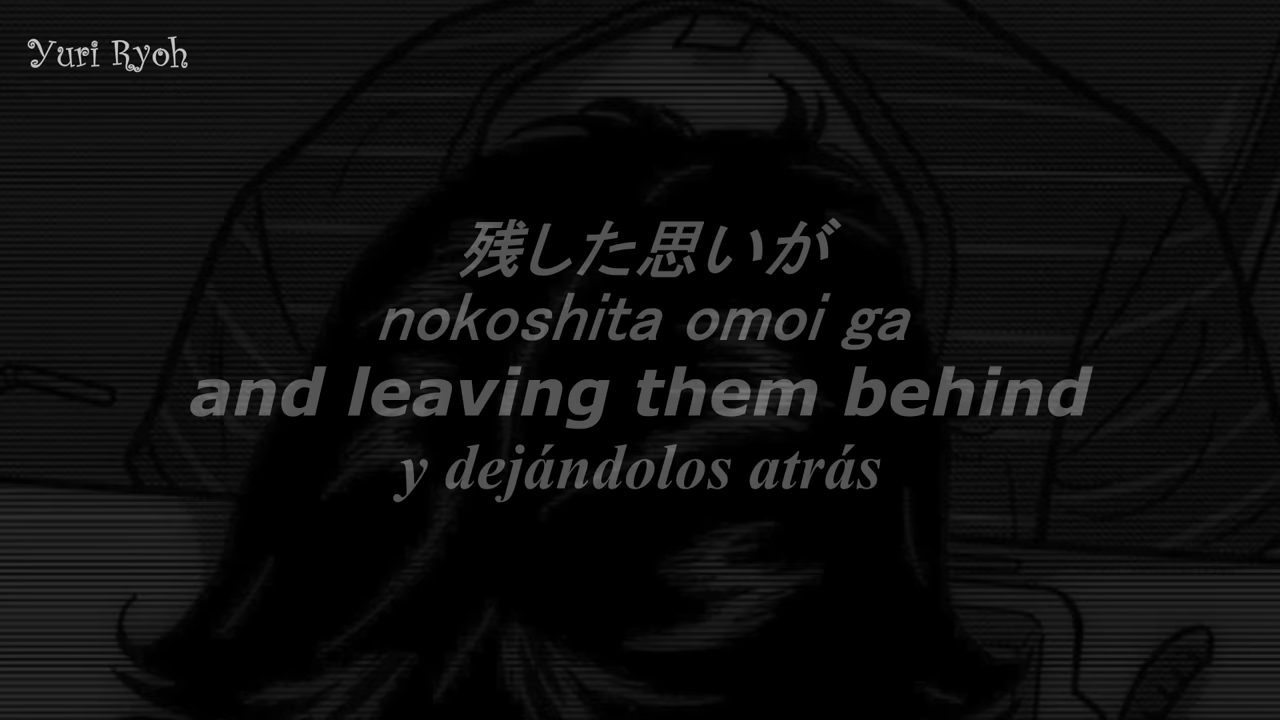 Yuri Ryoh
残した思いが
nokoshita omoi ga
and leaving them behind
y dejándolos atrás